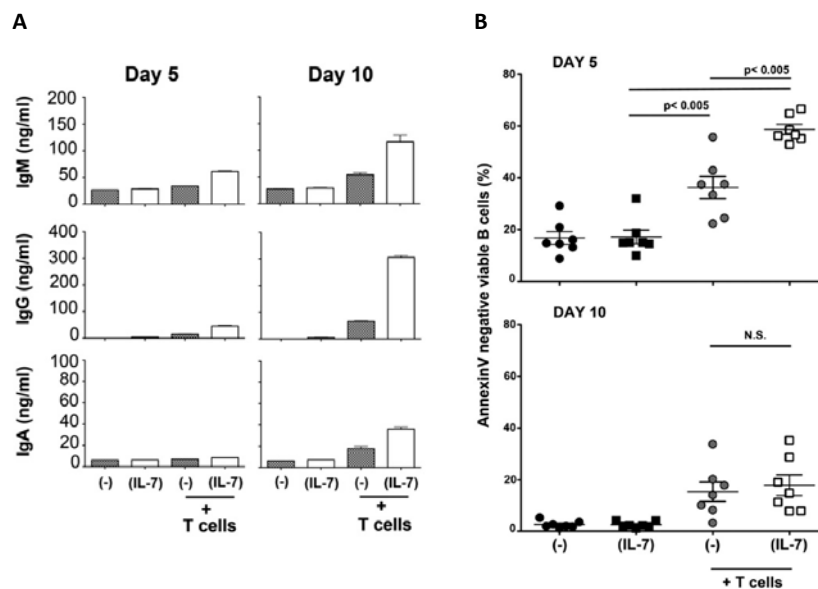 A
Day 5
Day 10
IgM (ng/ml)
200
150
100
50
0
IgG (ng/ml)
400
300
200
100
0
IgA (ng/ml)
100
80
60
40
20
0
(-)
(IL-7)
(-)
(IL-7)
+
T cells
(-)
(IL-7)
(-)
(IL-7)
+
T cells
B
AnnexinV negative viable B cells (%)
DAY 5
p< 0.005
p< 0.005
80
60
40
20
0
DAY 10
N.S.
80
60
40
20
0
(-)
(IL-7)
(-)
(IL-7)
+ T cells